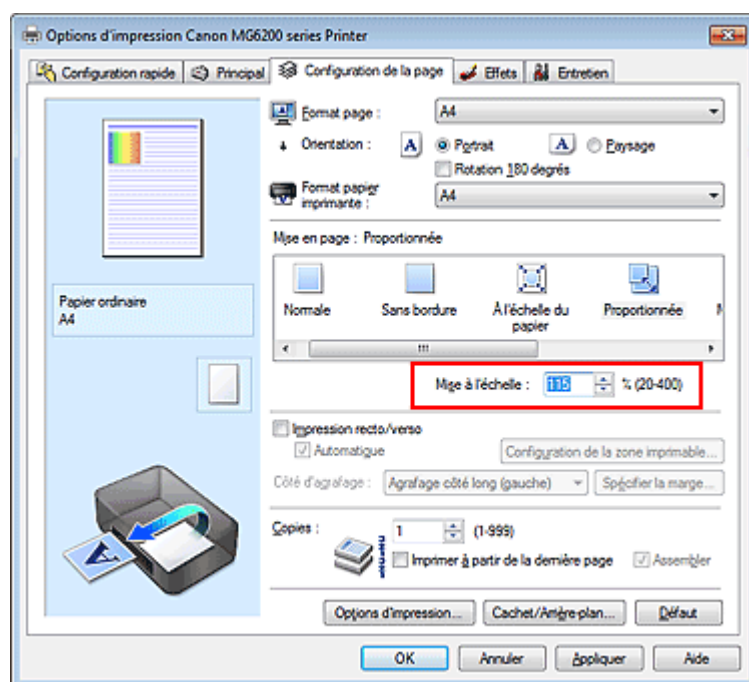 Options d'impression Canon MG6200 series Printer
Configuration rapide Principal Configuration de la page Effets Entretien
Format page : A4
Orientation : A Portrait A Paysage
Rotation 180 degrés
Format papier imprimante : A4
Mise en page : Proportionnée
Normale Sans bordure À l'échelle du papier Proportionnée
Papier ordinaire
A4
Mise à l'échelle : 115 % (20-400)
Impression recto/verso
Automatique Configuration de la zone imprimable...
Côté d'agrafage : Agrafage côté long (gauche) Spécifier la marge...
Copies : 1 (1-999)
Imprimer à partir de la dernière page Assembler
Options d'impression... Cachet/Arrière-plan... Défaut
OK Annuler Appliquer Aide